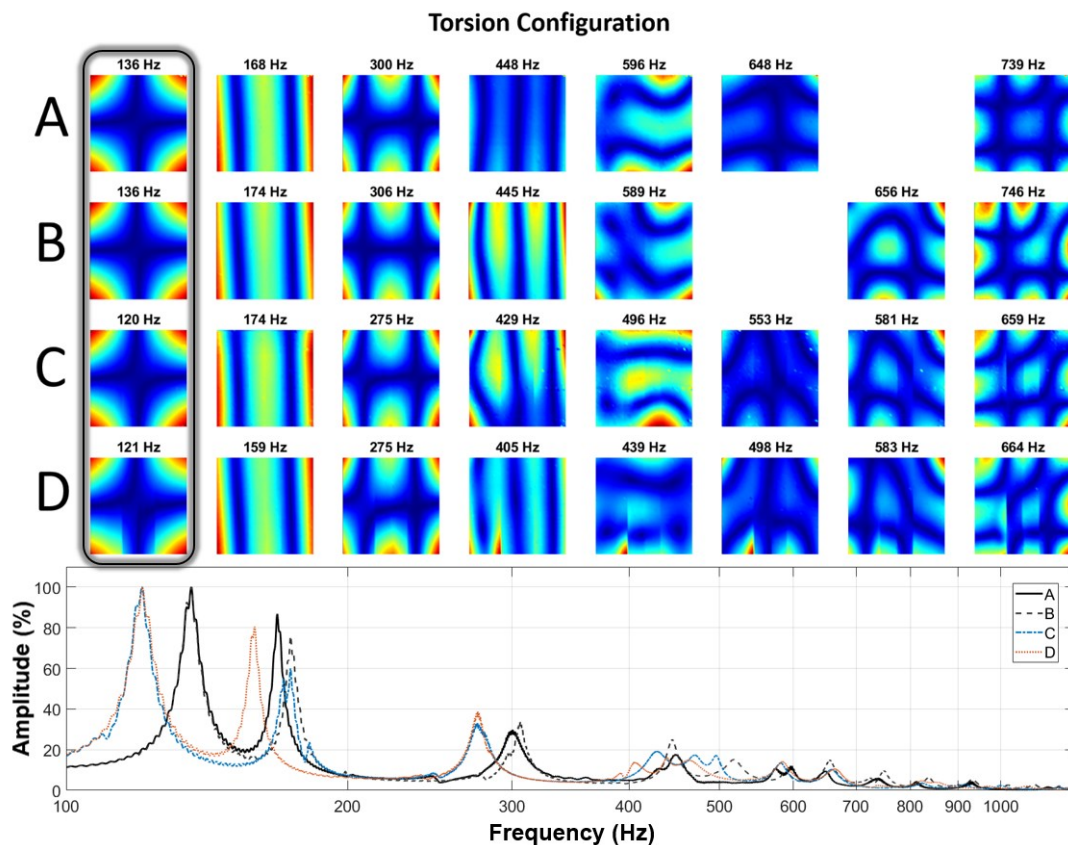 Torsion Configuration
136 Hz 168 Hz 300 Hz 448 Hz 596 Hz 648 Hz 739 Hz
A
136 Hz 174 Hz 306 Hz 445 Hz 589 Hz 656 Hz 746 Hz
B
120 Hz 174 Hz 275 Hz 429 Hz 496 Hz 553 Hz 581 Hz 659 Hz
C
121 Hz 159 Hz 275 Hz 405 Hz 439 Hz 498 Hz 583 Hz 664 Hz
D
Amplitude (%)
100
80
60
40
20
0
A
B
C
D
100 200 300 400 500 600 700 800 900 1000
Frequency (Hz)